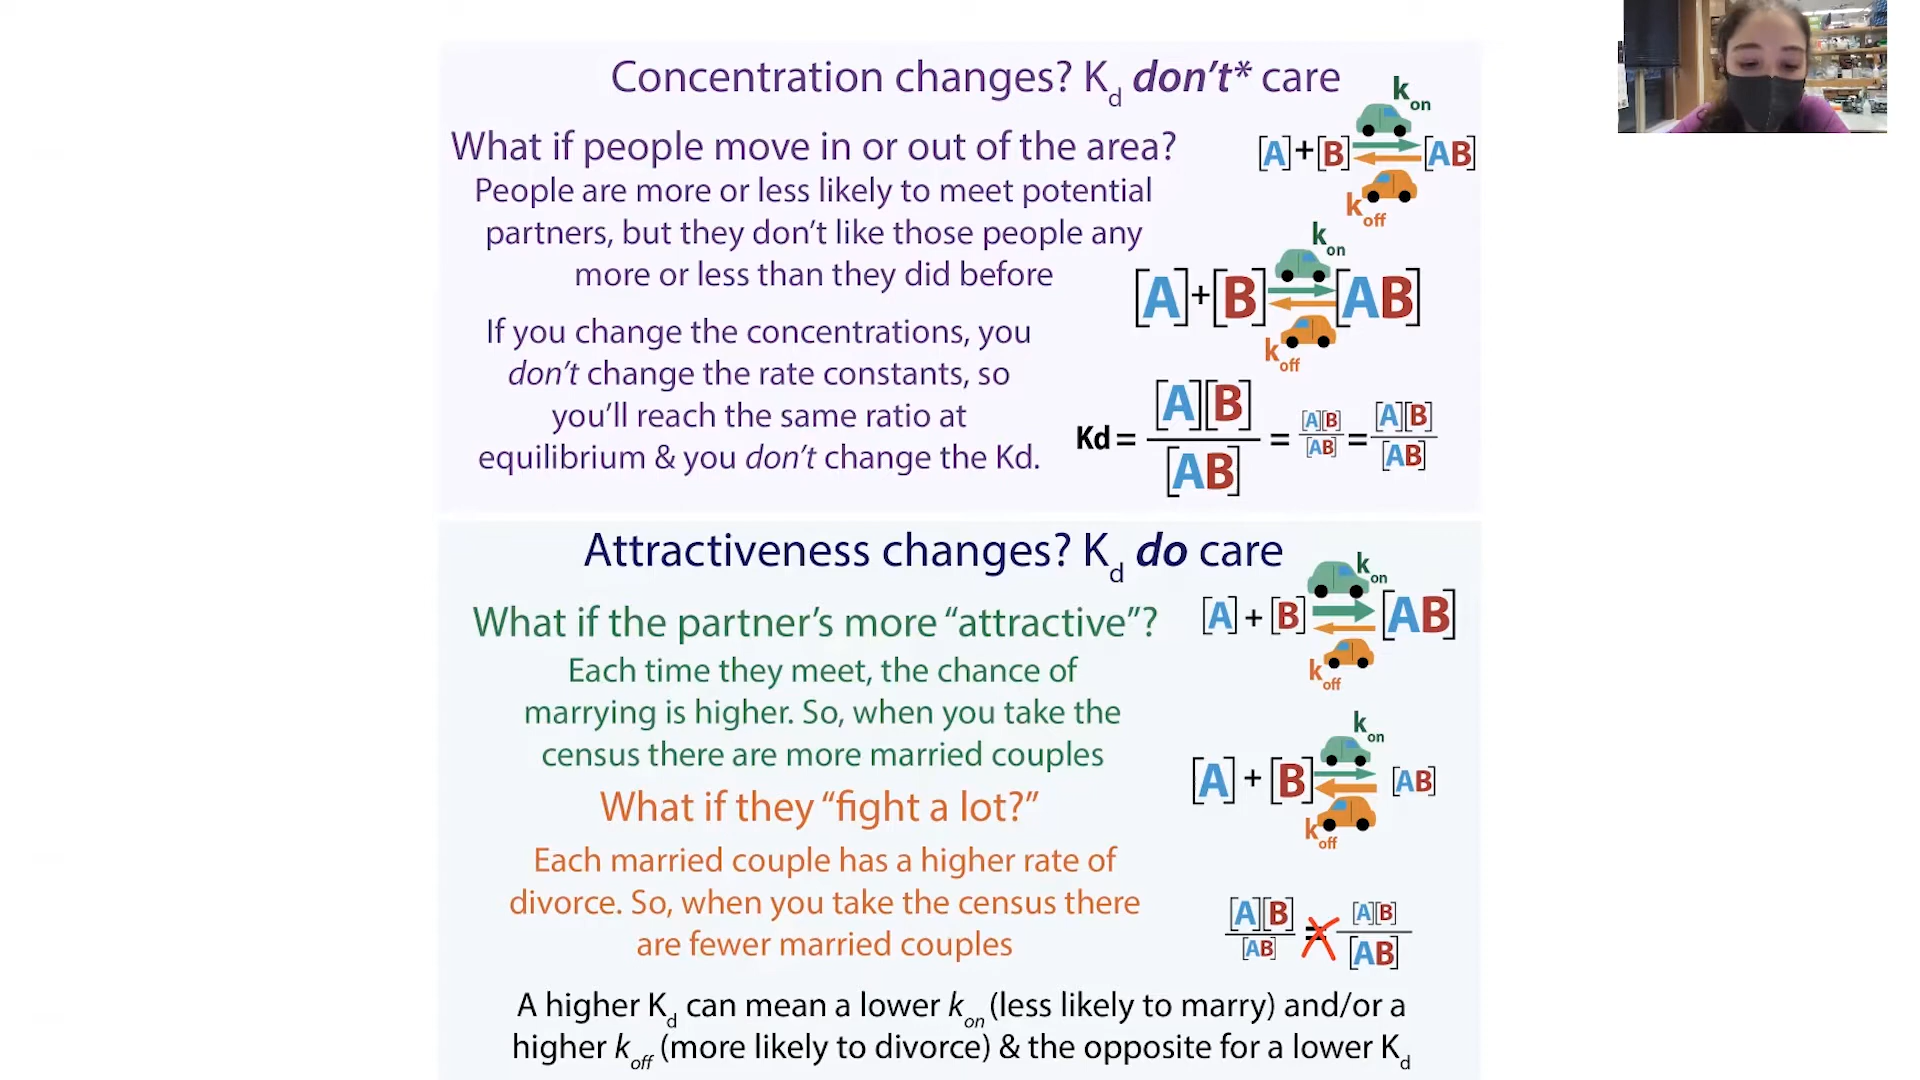 Concentration changes? Kd don't* care
What if people move in or out of the area?
People are more or less likely to meet potential
partners, but they don't like those people any
more or less than they did before
If you change the concentrations, you
don't change the rate constants, so
you'll reach the same ratio at
equilibrium & you don't change the Kd.
kon
[A]+[B] [AB]
koff
kon
[A]+[B] [AB]
koff
Kd = [A][B] / [AB] = [A][B] / [AB] = [A][B] / [AB]
Attractiveness changes? Kd do care
What if the partner's more "attractive"?
Each time they meet, the chance of
marrying is higher. So, when you take the
census there are more married couples
kon
[A] + [B] [AB]
koff
What if they "fight a lot?"
Each married couple has a higher rate of
divorce. So, when you take the census there
are fewer married couples
kon
[A] + [B] [AB]
koff
[A][B] / [AB] = [A][B] / [AB]
A higher Kd can mean a lower kon (less likely to marry) and/or a
higher koff (more likely to divorce) & the opposite for a lower Kd